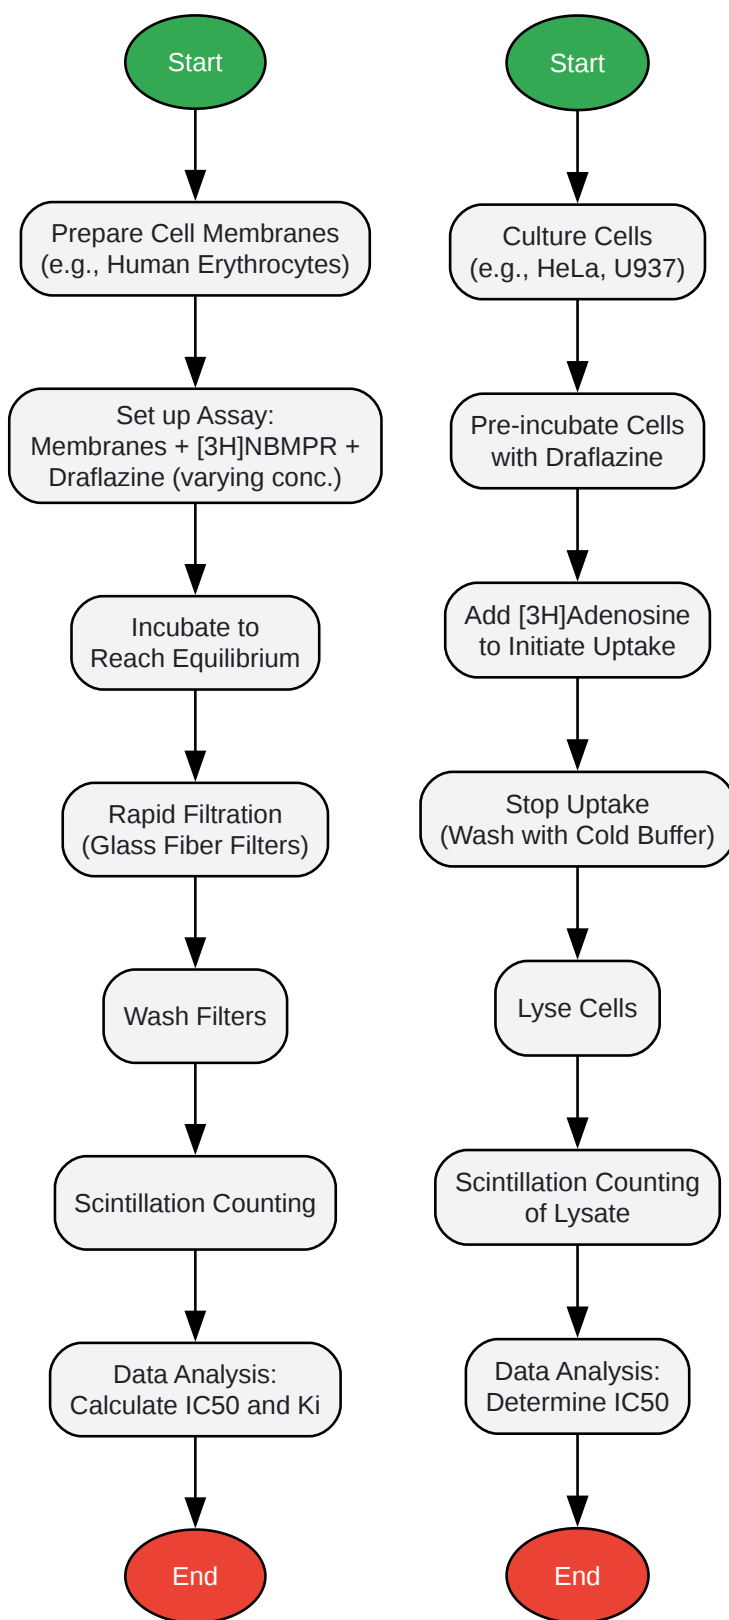 Start
Prepare Cell Membranes
(e.g., Human Erythrocytes)
Set up Assay:
Membranes + [3H]NBMPR +
Draflazine (varying conc.)
Incubate to
Reach Equilibrium
Rapid Filtration
(Glass Fiber Filters)
Wash Filters
Scintillation Counting
Data Analysis:
Calculate IC50 and Ki
End
Start
Culture Cells
(e.g., HeLa, U937)
Pre-incubate Cells
with Draflazine
Add [3H]Adenosine
to Initiate Uptake
Stop Uptake
(Wash with Cold Buffer)
Lyse Cells
Scintillation Counting
of Lysate
Data Analysis:
Determine IC50
End